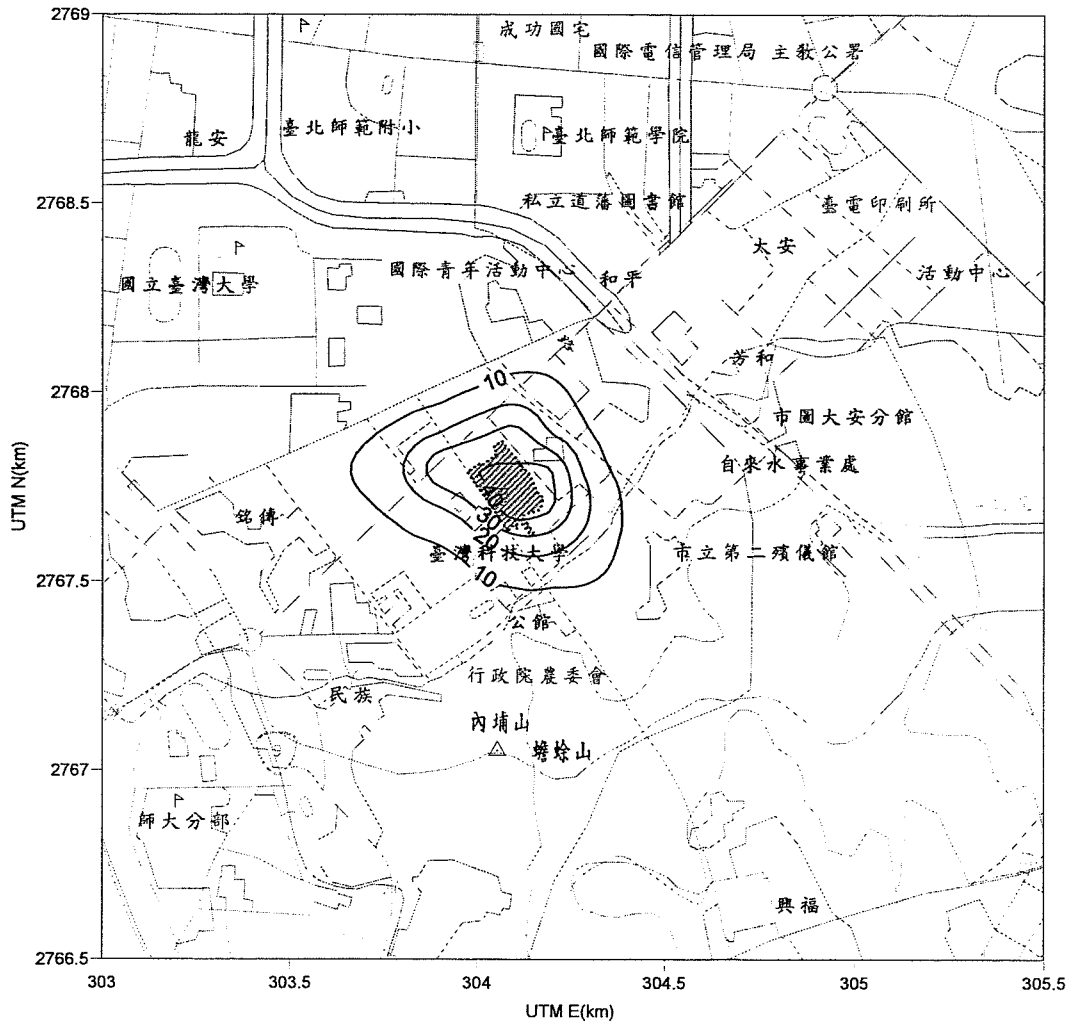 2769
成功國宅
國際電信管理局 主教公署
龍安
臺北師範附小
臺北師範學院
2768.5
私立道藩圖書館
臺電印刷所
大安
國立臺灣大學
國際青年活動中心
和平
活動中心
芳和
2768
10
市圖大安分館
自來水事業處
銘傳
40
30
20
臺灣科技大學
市立第二殯儀館
10
2767.5
公館
行政院農委會
民族
內埔山
蟾蜍山
2767
師大分部
興福
2766.5
303
303.5
304
304.5
305
305.5
UTM E(km)
UTM N(km)